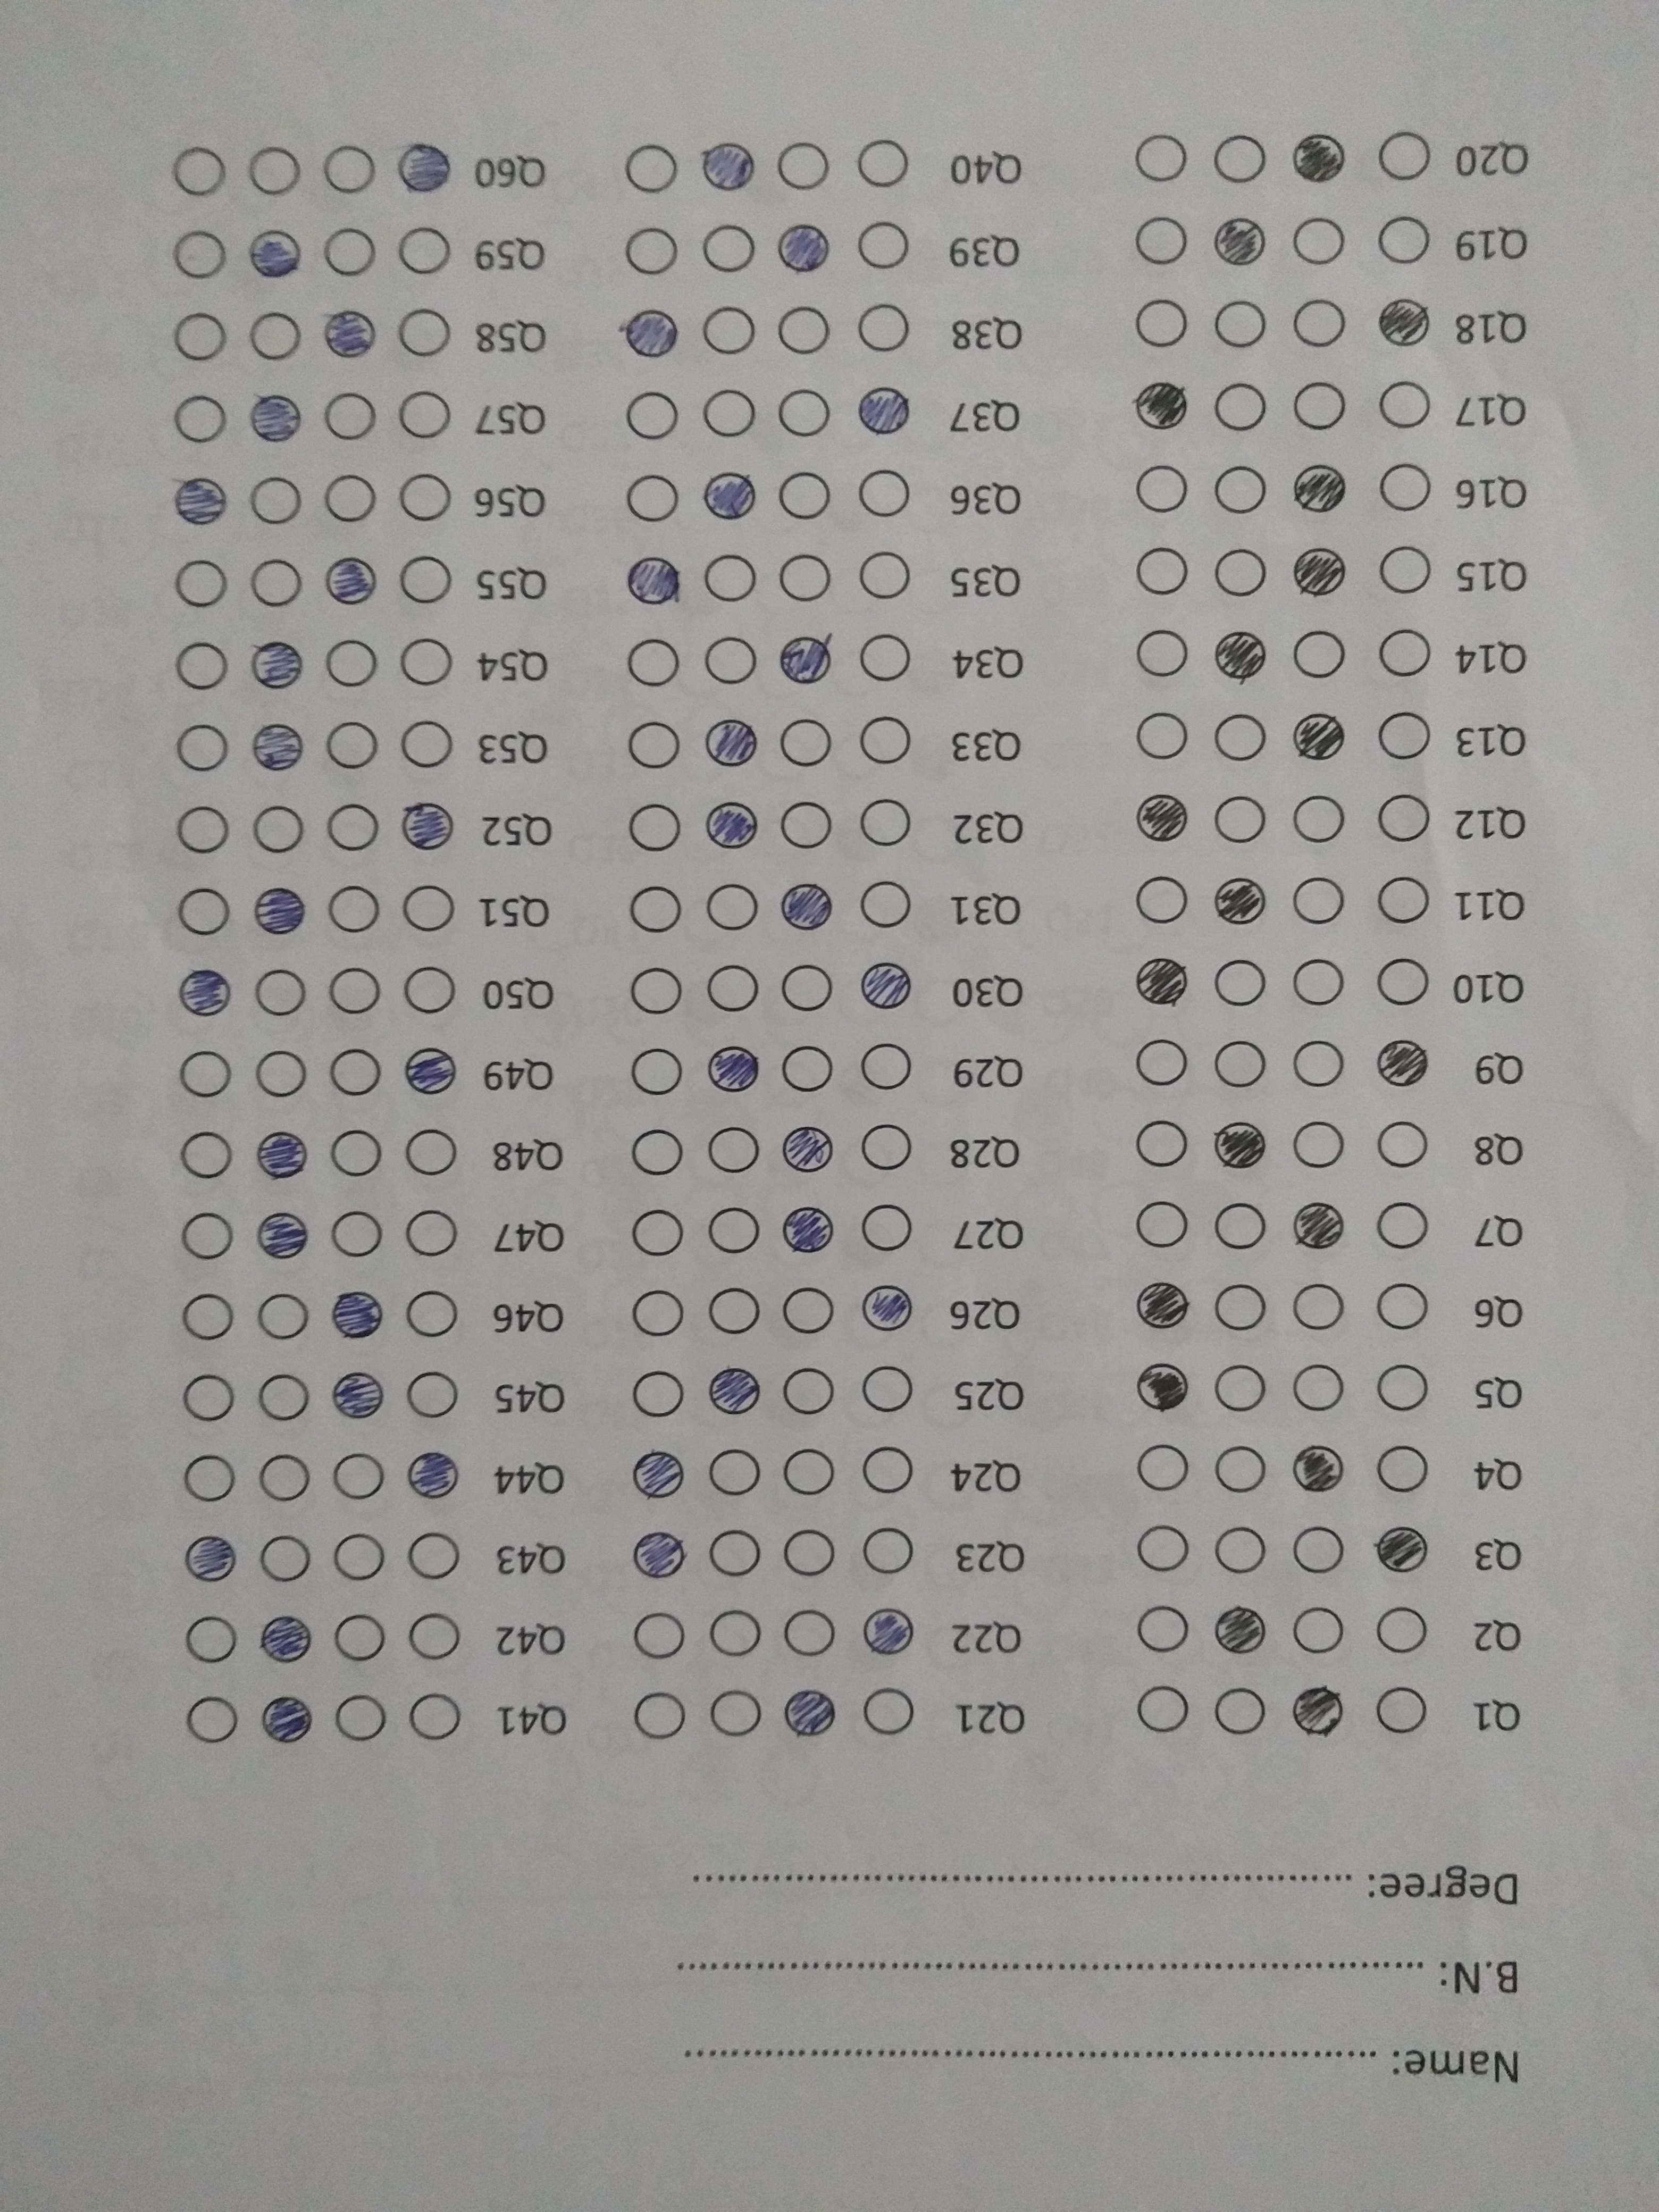 Name: ........................................................
B.N: ............................................................
Degree: .....................................................
Q1 Q21 Q41
Q2 Q22 Q42
Q3 Q23 Q43
Q4 Q24 Q44
Q5 Q25 Q45
Q6 Q26 Q46
Q7 Q27 Q47
Q8 Q28 Q48
Q9 Q29 Q49
Q10 Q30 Q50
Q11 Q31 Q51
Q12 Q32 Q52
Q13 Q33 Q53
Q14 Q34 Q54
Q15 Q35 Q55
Q16 Q36 Q56
Q17 Q37 Q57
Q18 Q38 Q58
Q19 Q39 Q59
Q20 Q40 Q60